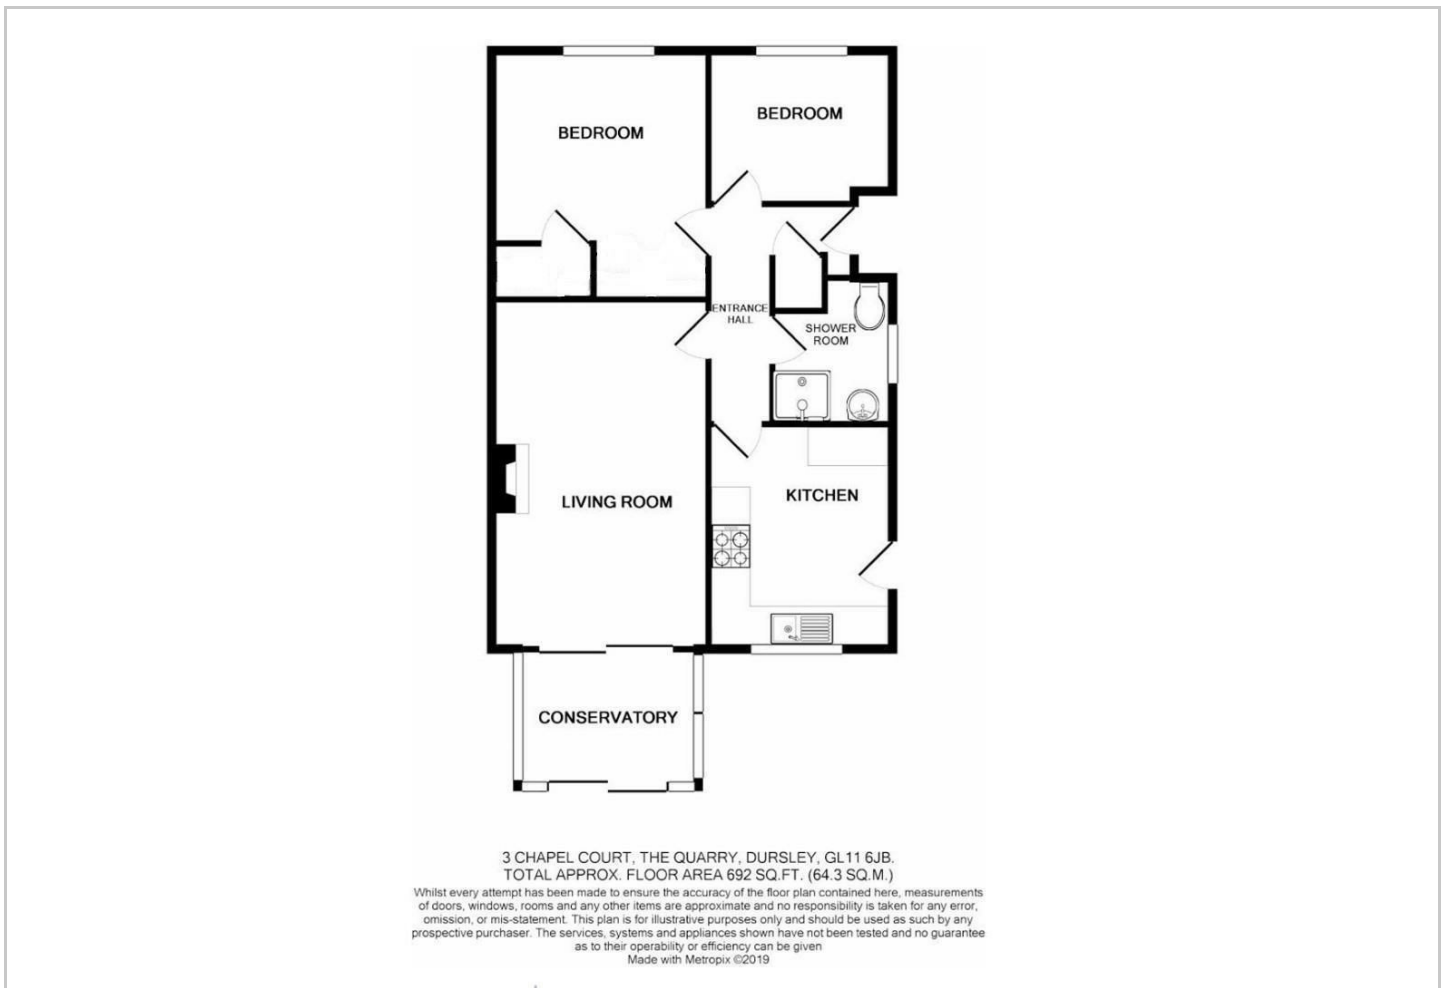 BEDROOM
BEDROOM
ENTRANCE
HALL
SHOWER
ROOM
LIVING ROOM
KITCHEN
CONSERVATORY
3 CHAPEL COURT, THE QUARRY, DURSLEY, GL11 6JB.
TOTAL APPROX. FLOOR AREA 692 SQ.FT. (64.3 SQ.M.)
Whilst every attempt has been made to ensure the accuracy of the floor plan contained here, measurements
of doors, windows, rooms and any other items are approximate and no responsibility is taken for any error,
omission, or mis-statement. This plan is for illustrative purposes only and should be used as such by any
prospective purchaser. The services, systems and appliances shown have not been tested and no guarantee
as to their operability or efficiency can be given
Made with Metropix ©2019